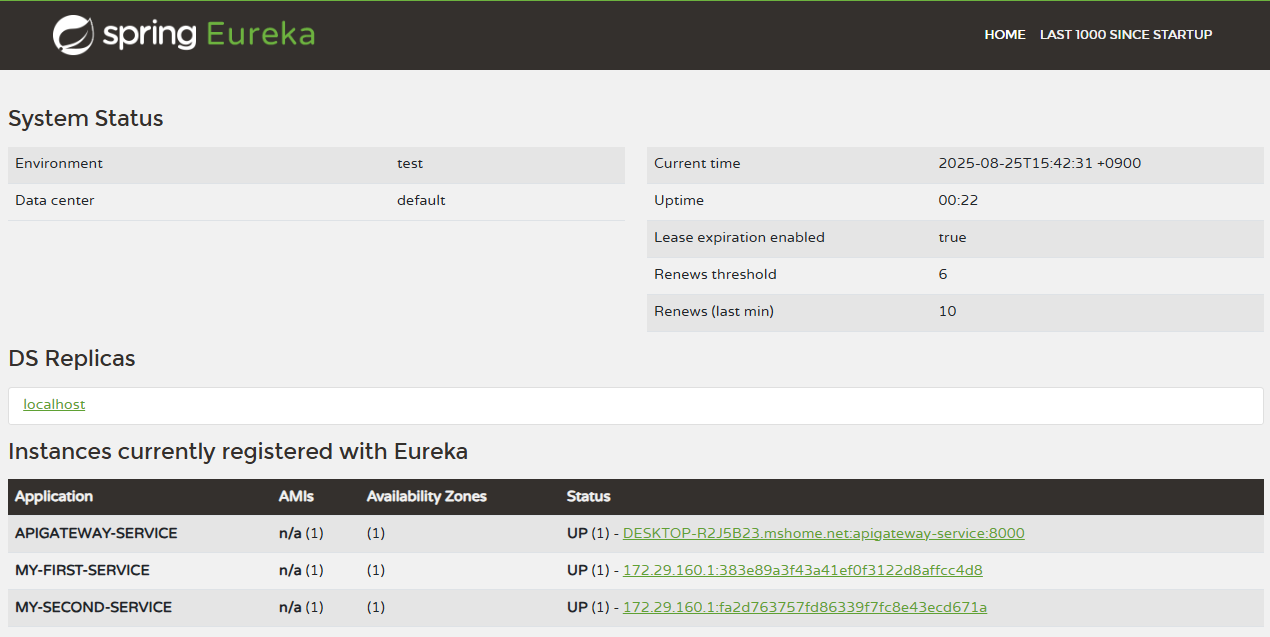 spring Eureka
HOME LAST 1000 SINCE STARTUP
System Status
Environment test
Data center default
Current time 2025-08-25T15:42:31 +0900
Uptime 00:22
Lease expiration enabled true
Renews threshold 6
Renews (last min) 10
DS Replicas
localhost
Instances currently registered with Eureka
Application AMIs Availability Zones Status
APIGATEWAY-SERVICE n/a (1) (1) UP (1) - DESKTOP-R2J5B23.mshome.net:apigateway-service:8000
MY-FIRST-SERVICE n/a (1) (1) UP (1) - 172.29.160.1:383e89a3f43a41ef0f3122d8affcc4d8
MY-SECOND-SERVICE n/a (1) (1) UP (1) - 172.29.160.1:fa2d763757fd86339f7fc8e43ecd671a